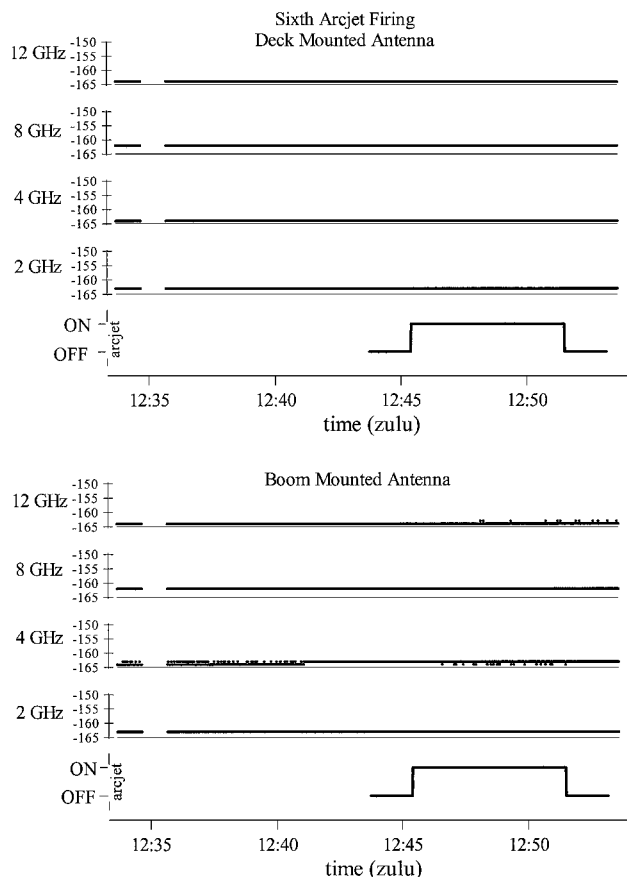 Sixth Arcjet Firing
Deck Mounted Antenna
12 GHz
-150
-155
-160
-165
8 GHz
-150
-155
-160
-165
4 GHz
-150
-155
-160
-165
2 GHz
-150
-155
-160
-165
ON
OFF
arcjet
12:35 12:40 12:45 12:50
time (zulu)
Boom Mounted Antenna
12 GHz
-150
-155
-160
-165
8 GHz
-150
-155
-160
-165
4 GHz
-150
-155
-160
-165
2 GHz
-150
-155
-160
-165
ON
OFF
arcjet
12:35 12:40 12:45 12:50
time (zulu)